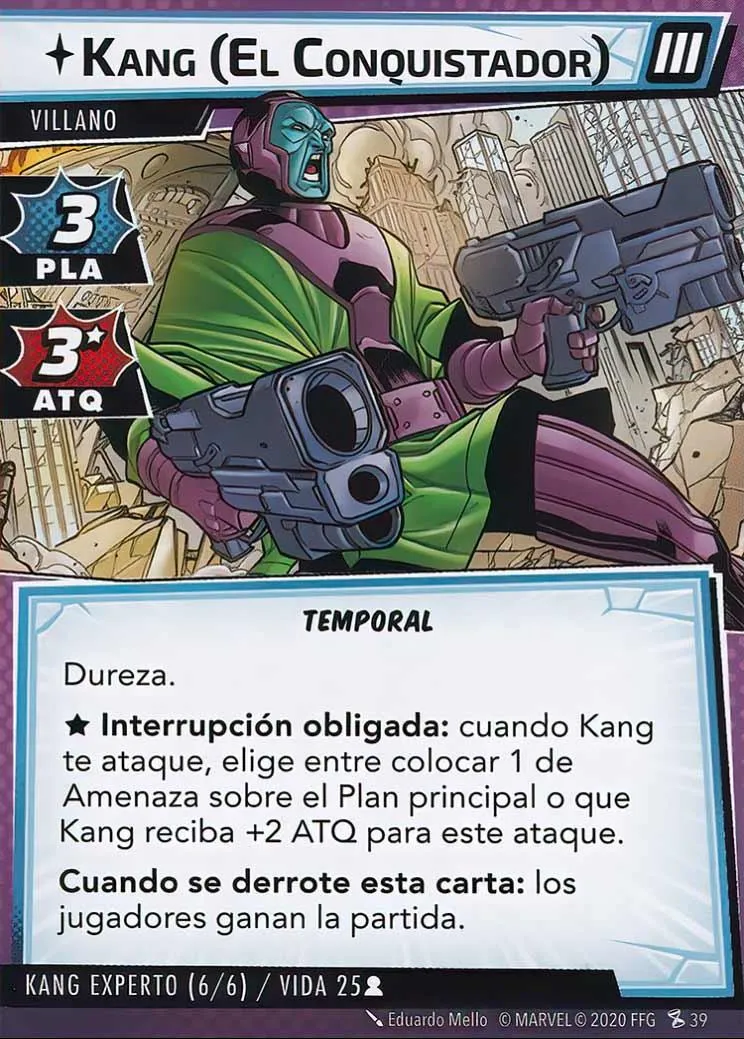 KANG (EL CONQUISTADOR) III
VILLANO
3
PLA
3★
ATQ
TEMPORAL
Dureza.
★ Interrupción obligada: cuando Kang
te ataque, elige entre colocar 1 de
Amenaza sobre el Plan principal o que
Kang reciba +2 ATQ para este ataque.
Cuando se derrote esta carta: los
jugadores ganan la partida.
KANG EXPERTO (6/6) / VIDA 25
Eduardo Mello © MARVEL © 2020 FFG 39